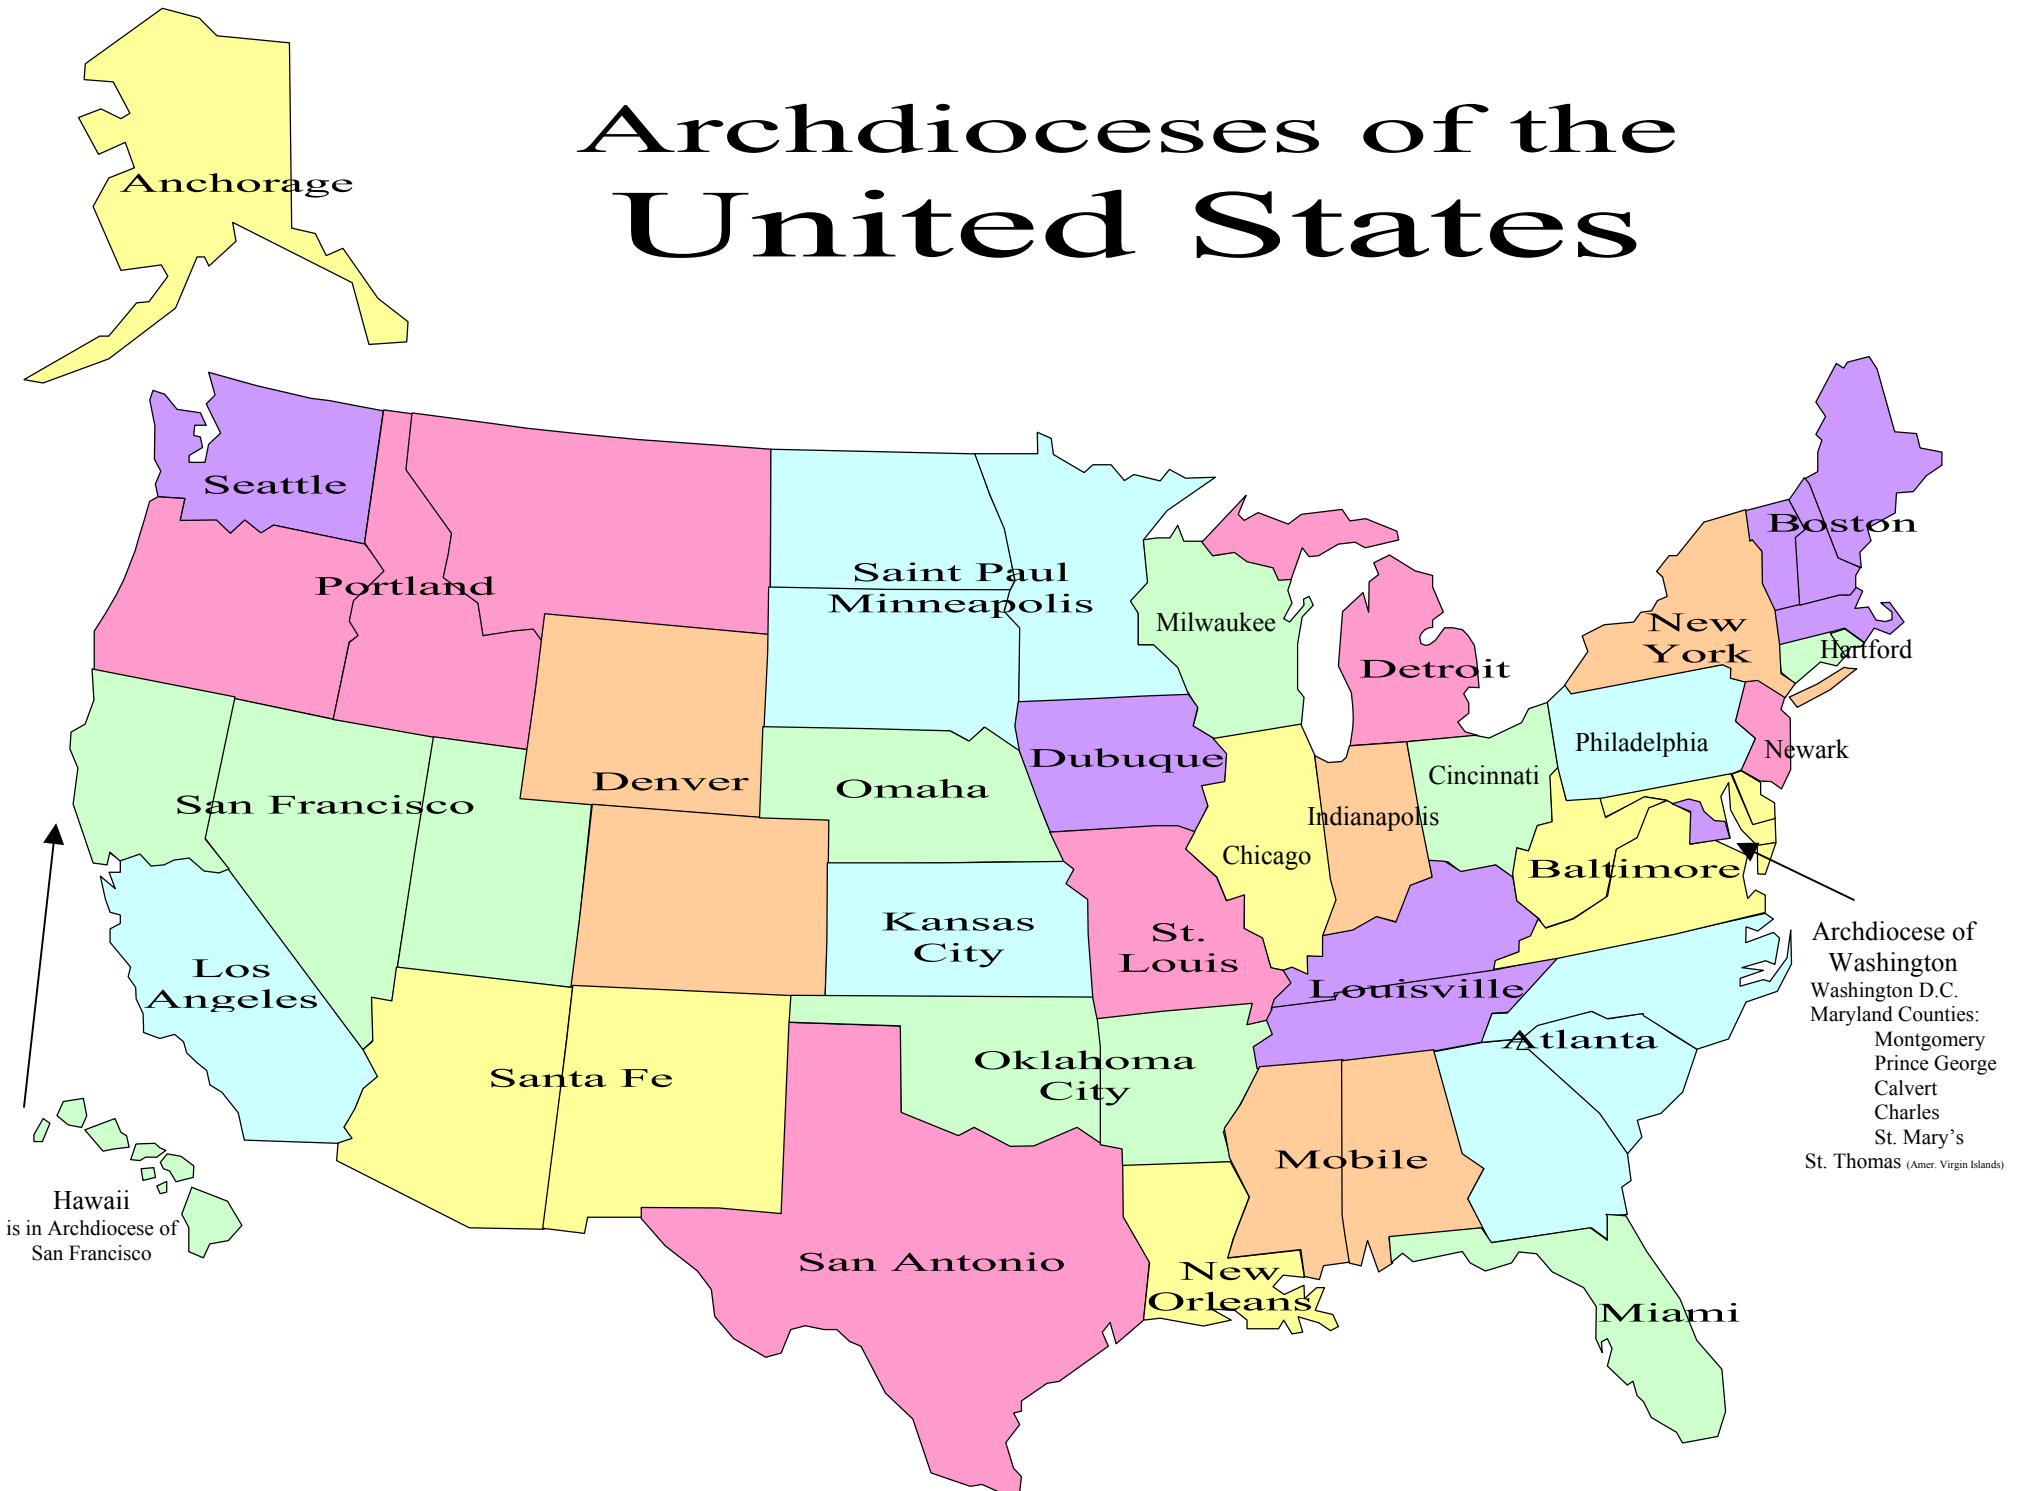 Archdioceses of the
United States
Anchorage
Seattle
Portland
Saint Paul
Minneapolis
Milwaukee
Detroit
Boston
New
York
Hartford
Philadelphia
Newark
San Francisco
Denver
Omaha
Dubuque
Chicago
Indianapolis
Cincinnati
Baltimore
Los
Angeles
Kansas
City
St.
Louis
Louisville
Archdiocese of
Washington
Washington D.C.
Maryland Counties:
Montgomery
Prince George
Calvert
Charles
St. Mary’s
St. Thomas (Amer. Virgin Islands)
Santa Fe
Oklahoma
City
Atlanta
Mobile
San Antonio
New
Orleans
Miami
Hawaii
is in Archdiocese of
San Francisco